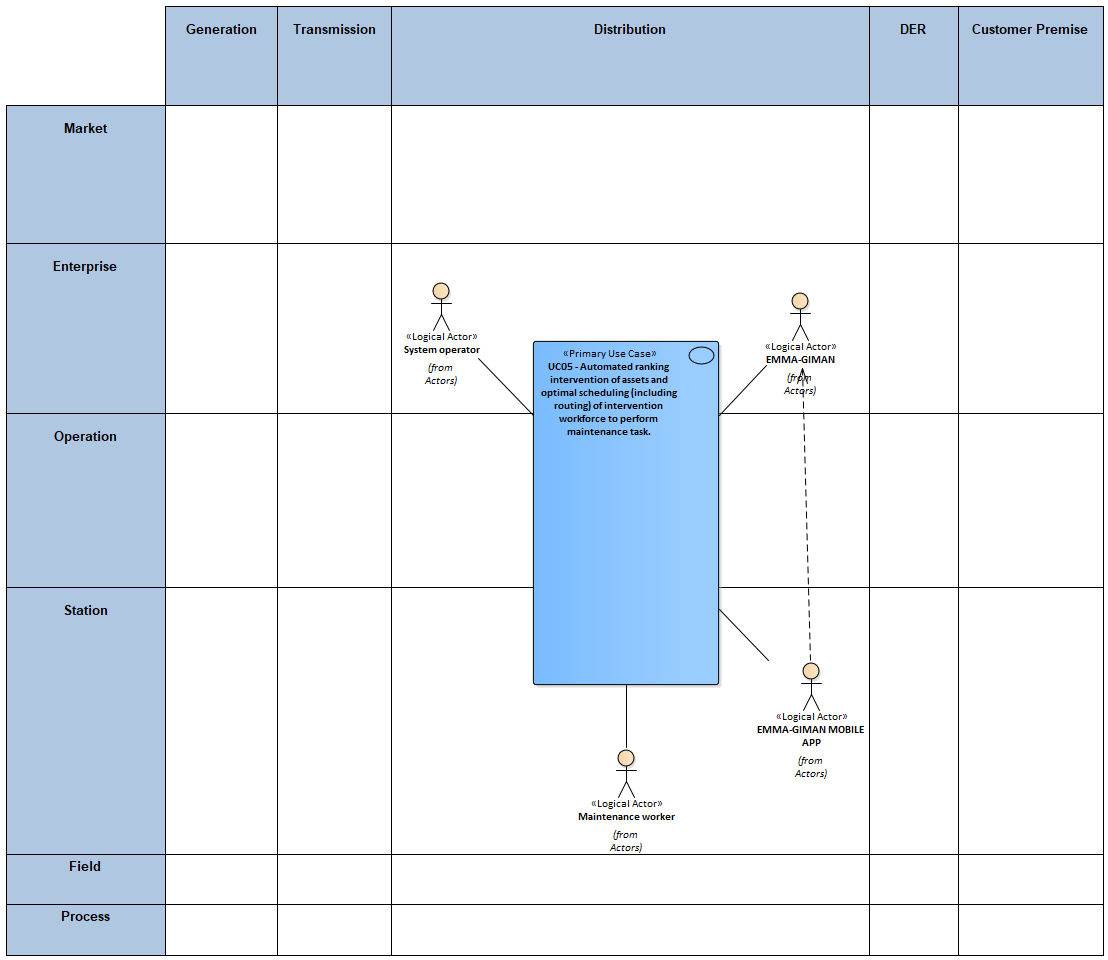 Generation
Transmission
Distribution
DER
Customer Premise
Market
Enterprise
«Logical Actor»
System operator
(from
Actors)
«Primary Use Case»
UC05 - Automated ranking
intervention of assets and
optimal scheduling (including
routing) of intervention
workforce to perform
maintenance task.
«Logical Actor»
EMMA-GIMAN
(from
Actors)
Operation
Station
«Logical Actor»
EMMA-GIMAN MOBILE
APP
(from
Actors)
«Logical Actor»
Maintenance worker
(from
Actors)
Field
Process